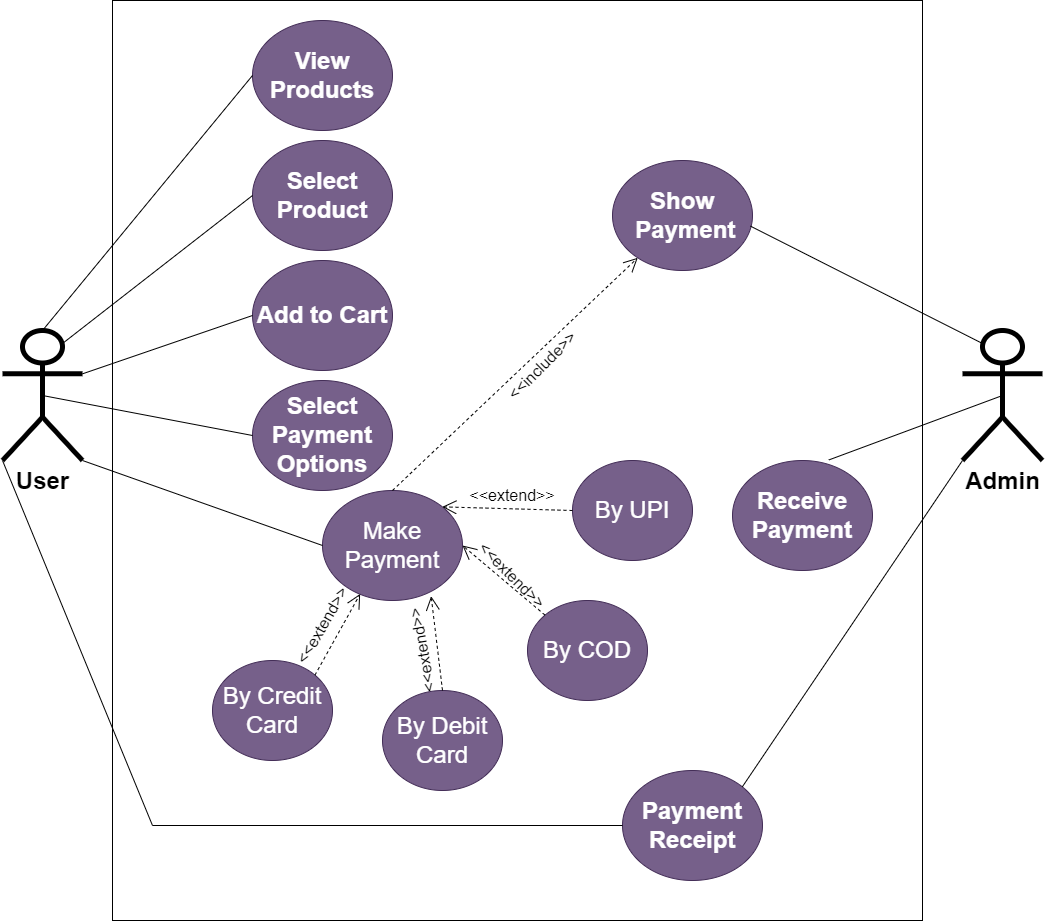 View
Products
Select
Product
Show
Payment
Add to Cart
<<include>>
Select
Payment
Options
User
Admin
Make
Payment
<<extend>>
By UPI
Receive
Payment
<<extend>>
<<extend>>
<<extend>>
By COD
By Credit
Card
By Debit
Card
Payment
Receipt